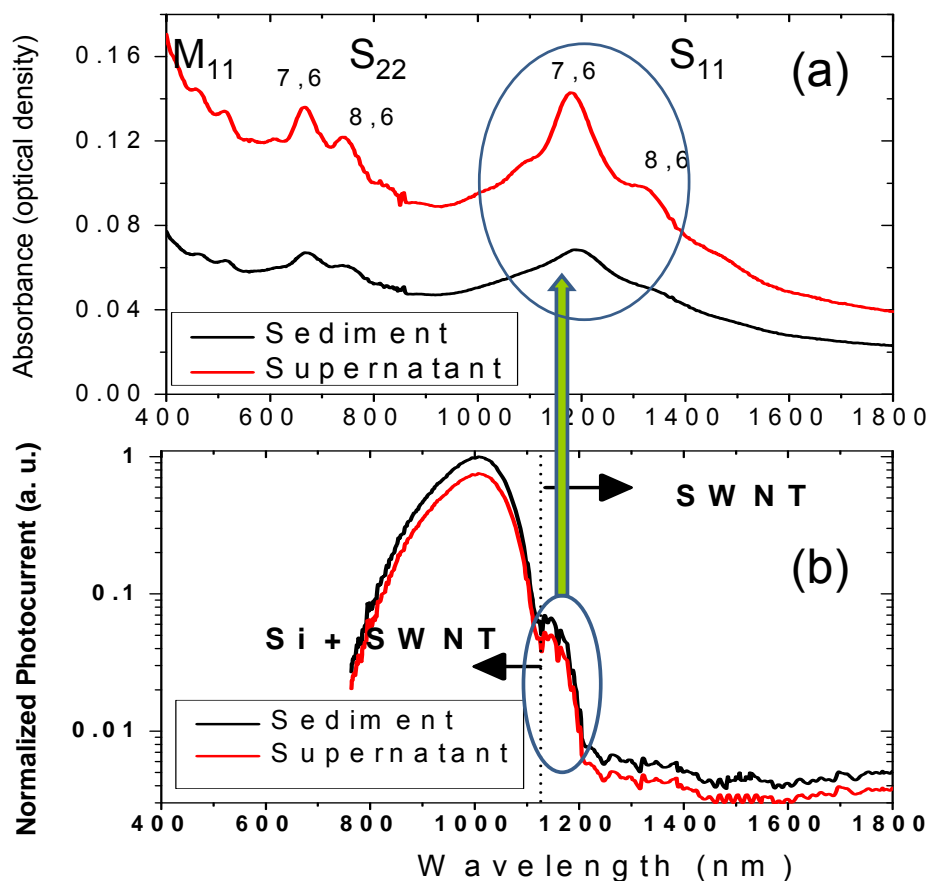 Absorbance (optical density)
0.16
0.12
0.08
0.04
0.00
M11
S22
S11
(a)
7,6
8,6
7,6
8,6
Sediment
Supernatant
400 600 800 1000 1200 1400 1600 1800
Normalized Photocurrent (a. u.)
1
0.1
0.01
SWNT
(b)
Si + SWNT
Sediment
Supernatant
400 600 800 1000 1200 1400 1600 1800
Wavelength (nm)